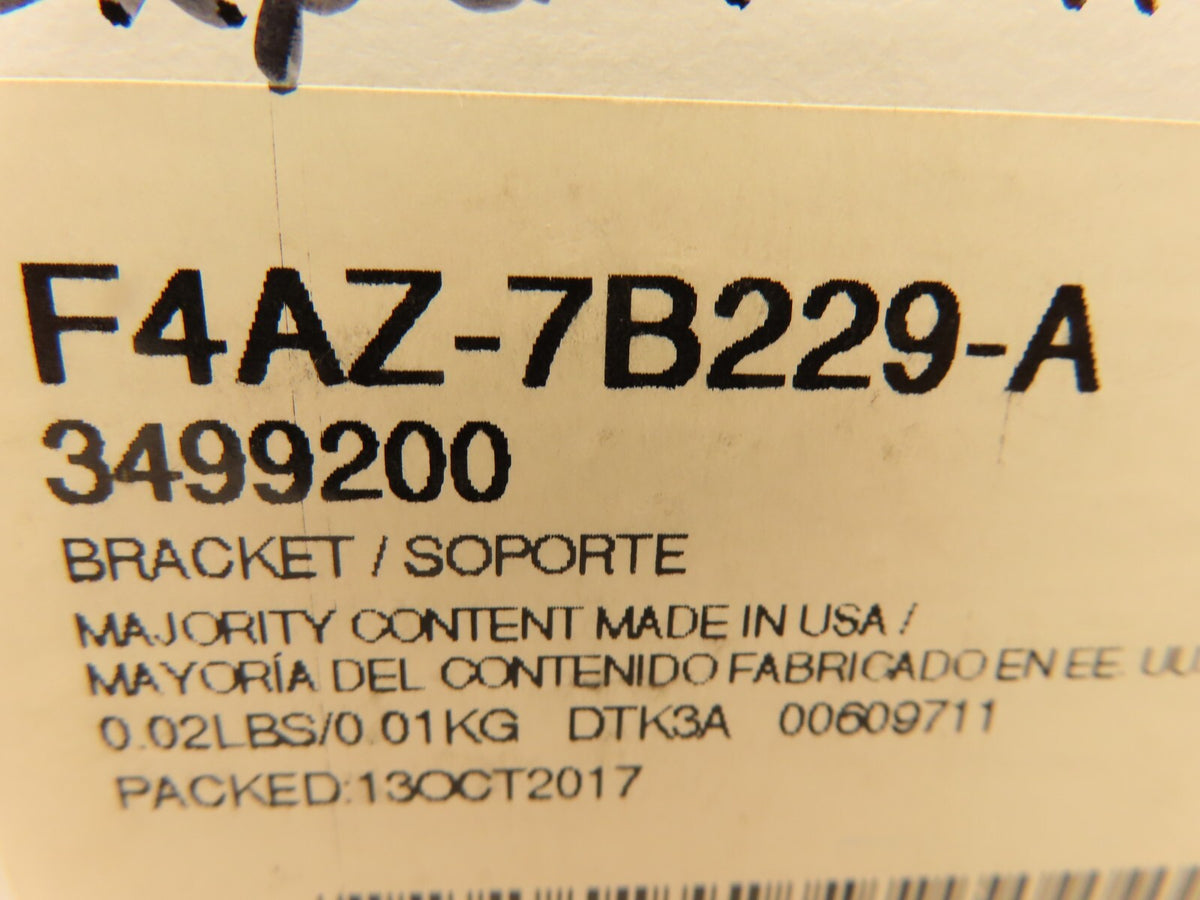 F4AZ-7B229-A
3499200
BRACKET / SOPORTE
MAJORITY CONTENT MADE IN USA /
MAYORÍA DEL CONTENIDO FABRICADO EN EE. UU
0.02LBS/0.01KG DTK3A 00609711
PACKED:13OCT2017